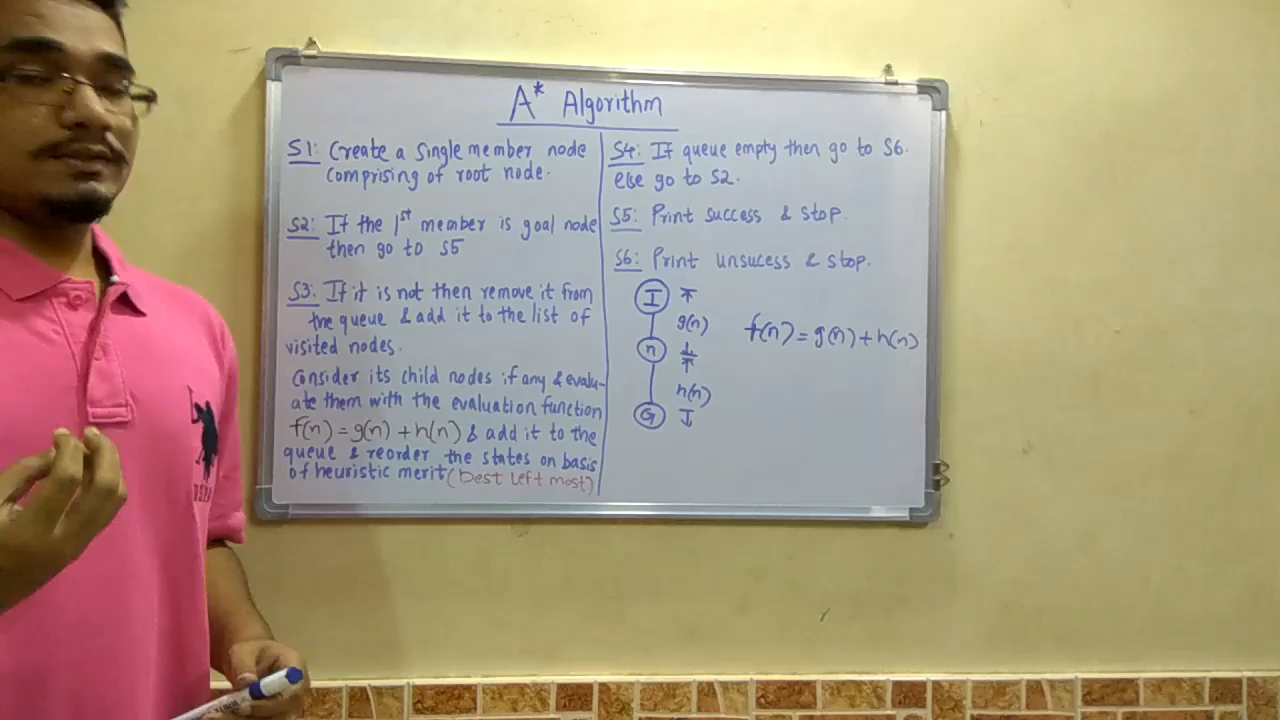 A* Algorithm
S1: Create a single member node
comprising of root node.
S2: If the 1st member is goal node
then go to S5
S3: If it is not then remove it from
the queue & add it to the list of
visited nodes.
Consider its child nodes if any & evalu-
ate them with the evaluation function
f(n) = g(n) + h(n) & add it to the
queue & reorder the states on basis
of heuristic merit (best left most)
S4: If queue empty then go to S6.
else go to S2.
S5: Print success & stop.
S6: Print unsucess & stop.
I
g(n)
n
h(n)
G
f(n) = g(n) + h(n)